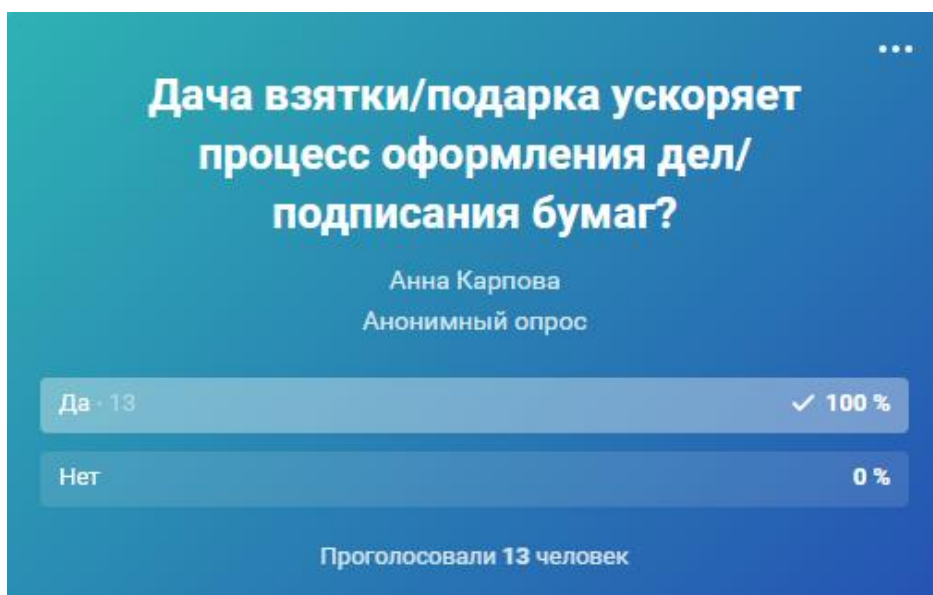 Дача взятки/подарка ускоряет
процесс оформления дел/
подписания бумаг?
Анна Карпова
Анонимный опрос
Да · 13 100 %
Нет 0 %
Проголосовали 13 человек